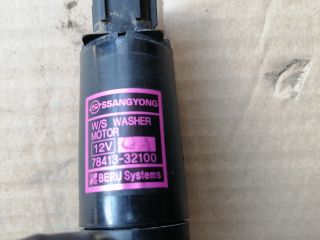 SSANGYONG
W/S WASHER
MOTOR
12V
78413-32100
BERU Systems